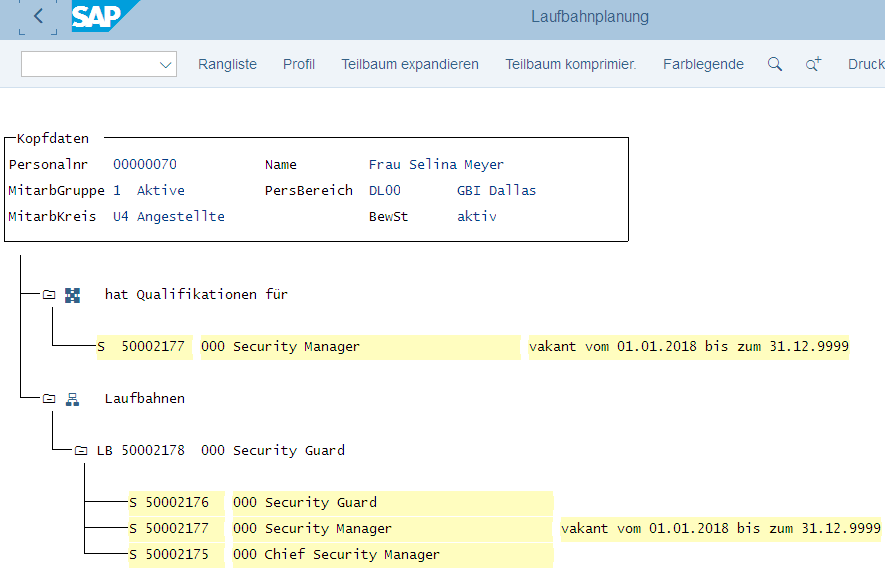 SAP Laufbahnplanung
Rangliste Profil Teilbaum expandieren Teilbaum komprimier. Farblegende Druck
Kopfdaten
Personalnr 00000070 Name Frau Selina Meyer
MitarbGruppe 1 Aktive PersBereich DL00 GBI Dallas
MitarbKreis U4 Angestellte BewSt aktiv
hat Qualifikationen für
S 50002177 000 Security Manager vakant vom 01.01.2018 bis zum 31.12.9999
Laufbahnen
LB 50002178 000 Security Guard
S 50002176 000 Security Guard
S 50002177 000 Security Manager vakant vom 01.01.2018 bis zum 31.12.9999
S 50002175 000 Chief Security Manager